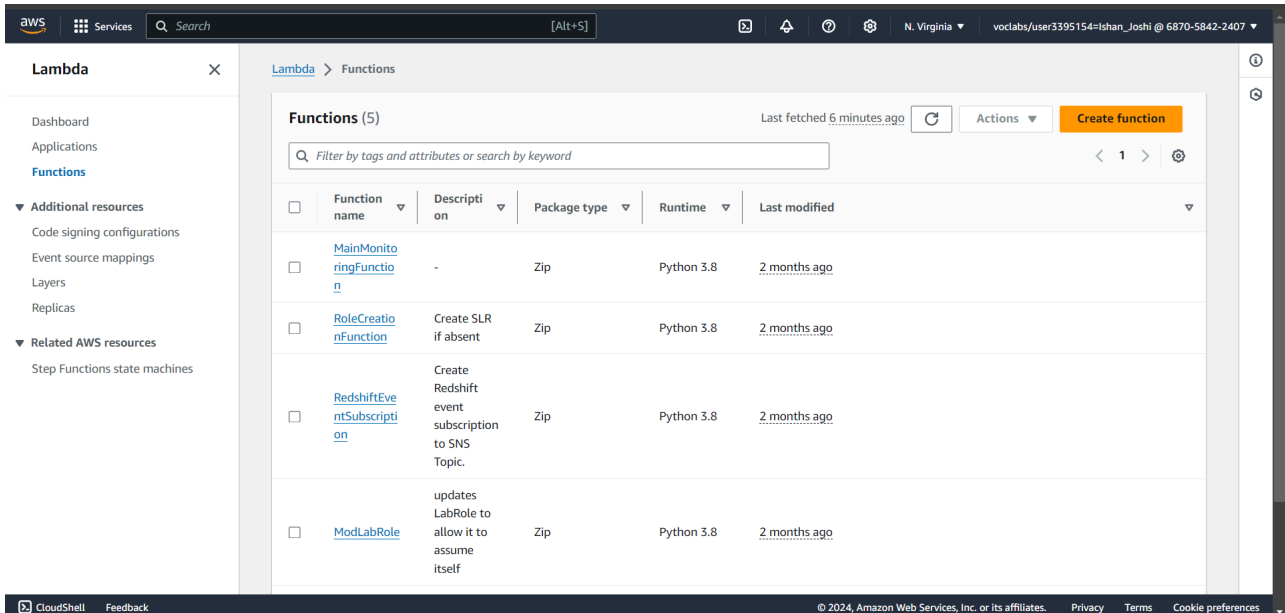 aws
Services
Search
[Alt+S]
N. Virginia ▼
voclabs/user3395154=Ishan_Joshi @ 6870-5842-2407 ▼
Lambda
Dashboard
Applications
Functions
▼ Additional resources
Code signing configurations
Event source mappings
Layers
Replicas
▼ Related AWS resources
Step Functions state machines
Lambda > Functions
Functions (5)
Last fetched 6 minutes ago
Actions ▼
Create function
Filter by tags and attributes or search by keyword
< 1 >
Function
name
Descripti
on
Package type
Runtime
Last modified
MainMonito
ringFunctio
n
-
Zip
Python 3.8
2 months ago
RoleCreatio
nFunction
Create SLR
if absent
Zip
Python 3.8
2 months ago
RedshiftEve
ntSubscripti
on
Create
Redshift
event
subscription
to SNS
Topic.
Zip
Python 3.8
2 months ago
ModLabRole
updates
LabRole to
allow it to
assume
itself
Zip
Python 3.8
2 months ago
CloudShell
Feedback
© 2024, Amazon Web Services, Inc. or its affiliates.
Privacy
Terms
Cookie preferences